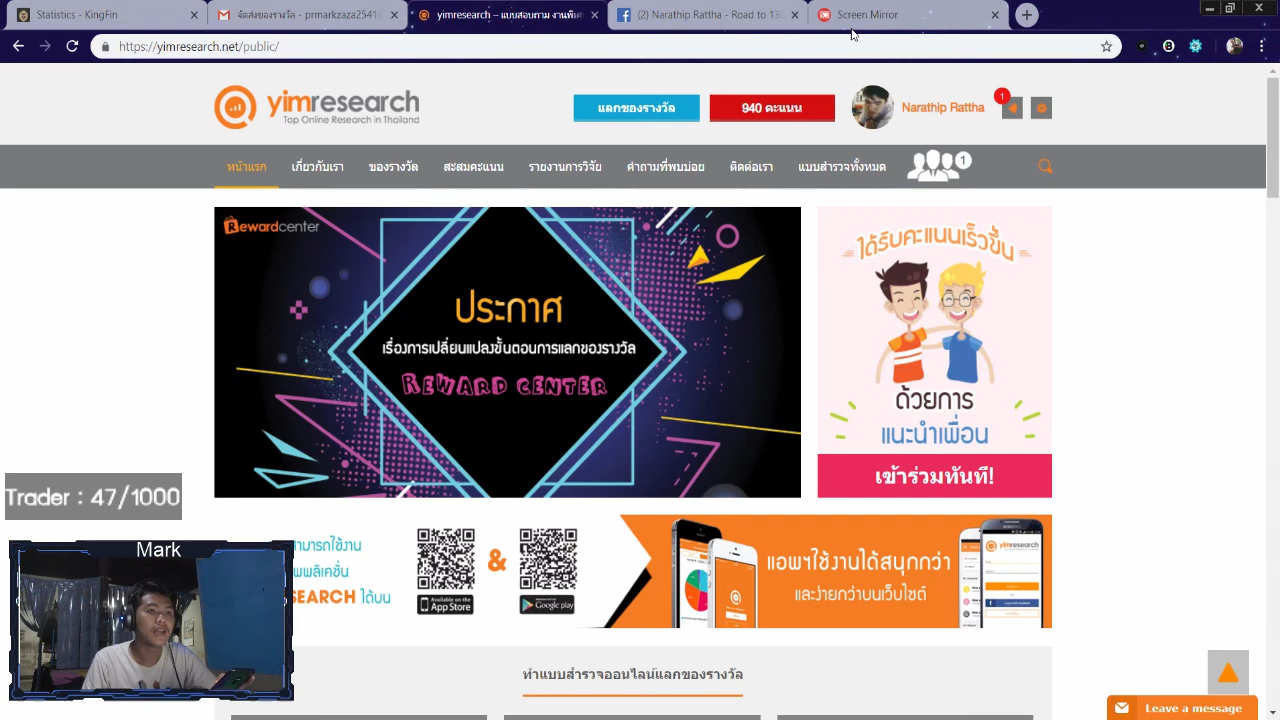 Statistics - KingFin
จัดส่งของรางวัล - prmarkzaza25418
yimresearch – แบบสอบถาม งานพิเศ
(2) Narathip Rattha - Road to 13
Screen Mirror
https://yimresearch.net/public/
yimresearch
Top Online Research in Thailand
แลกของรางวัล
940 คะแนน
Narathip Rattha
1
หน้าแรก
เกี่ยวกับเรา
ของรางวัล
สะสมคะแนน
รายงานการวิจัย
คำถามที่พบบ่อย
ติดต่อเรา
แบบสำรวจทั้งหมด
1
Rewardcenter
ประกาศ
เรื่องการเปลี่ยนแปลงขั้นตอนการแลกของรางวัล
REWARD CENTER
ได้รับคะแนนเร็วขึ้น
ด้วยการ
แนะนำเพื่อน
เข้าร่วมทันที!
Trader : 47/1000
Mark
ามารถใช้งาน
พพลิเคชั่น
SEARCH ได้บน
&
Available on the
App Store
Available on
Google play
แอพฯใช้งานได้สนุกกว่า
และง่ายกว่าบนเว็บไซต์
yimresearch
ทำแบบสำรวจออนไลน์แลกของรางวัล
Leave a message